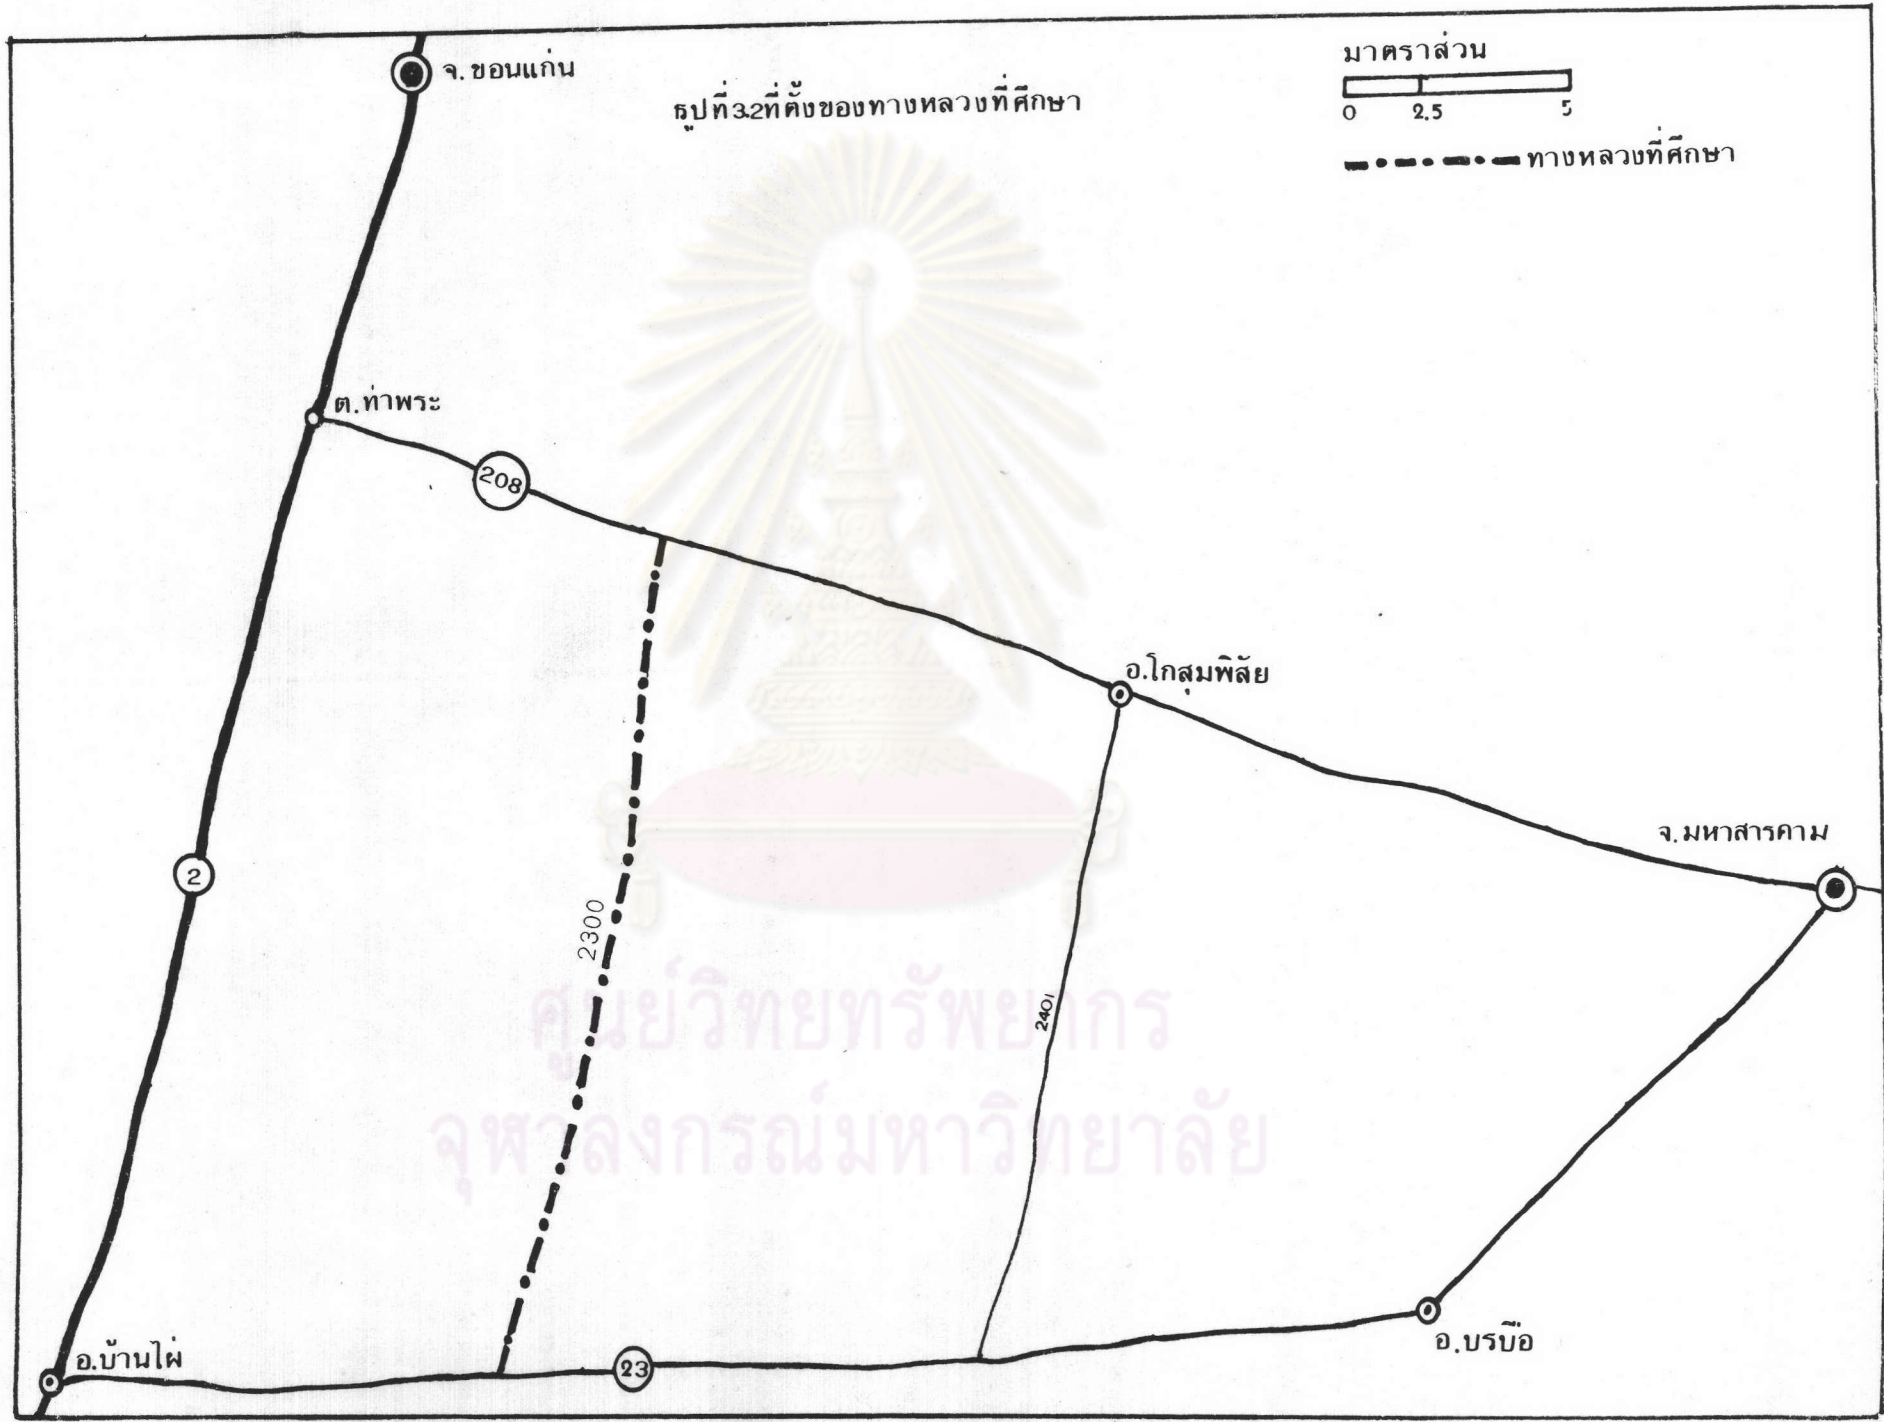 จ. ขอนแก่น
รูปที่3.2ที่ตั้งของทางหลวงที่ศึกษา
มาตราส่วน
0 2.5 5
ทางหลวงที่ศึกษา
ต.ท่าพระ
208
อ.โกสุมพิสัย
จ.มหาสารคาม
2
2300
2401
ศูนย์วิทยทรัพยากร
จุฬาลงกรณ์มหาวิทยาลัย
อ.บ้านไผ่
23
อ.บรบือ